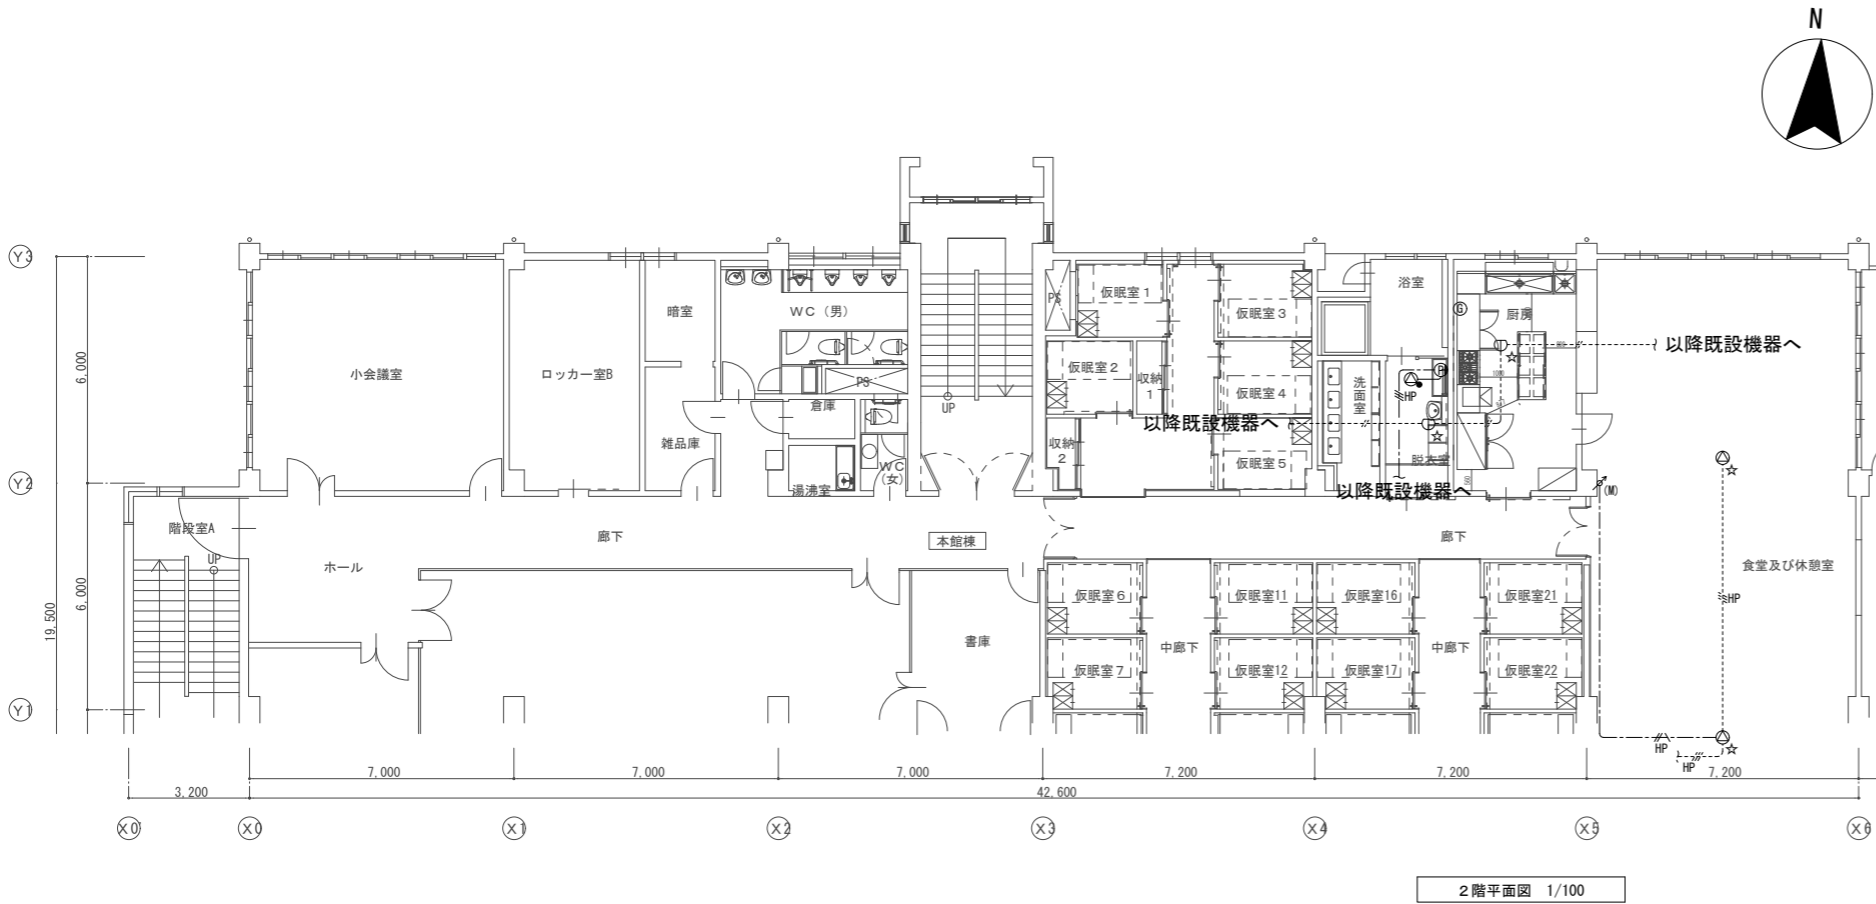 N
Y3
Y2
Y1
6,000
6,000
19,500
小会議室
ロッカー室B
暗室
雑品庫
WC(男)
PS
倉庫
湯沸室
WC
(女)
UP
PS
仮眠室1
仮眠室2
収納
1
収納
2
仮眠室3
仮眠室4
仮眠室5
浴室
洗面室
脱衣室
厨房
G
P
HP
以降既設機器へ
以降既設機器へ
以降既設機器へ
(M)
階段室A
UP
ホール
廊下
本館棟
廊下
食堂及び休憩室
HP
書庫
仮眠室6
仮眠室7
中廊下
仮眠室11
仮眠室12
仮眠室16
仮眠室17
中廊下
仮眠室21
仮眠室22
HP
HP
7,000
7,000
7,000
7,200
7,200
7,200
3,200
42,600
X0'
X0
X1
X2
X3
X4
X5
X6
2階平面図 1/100